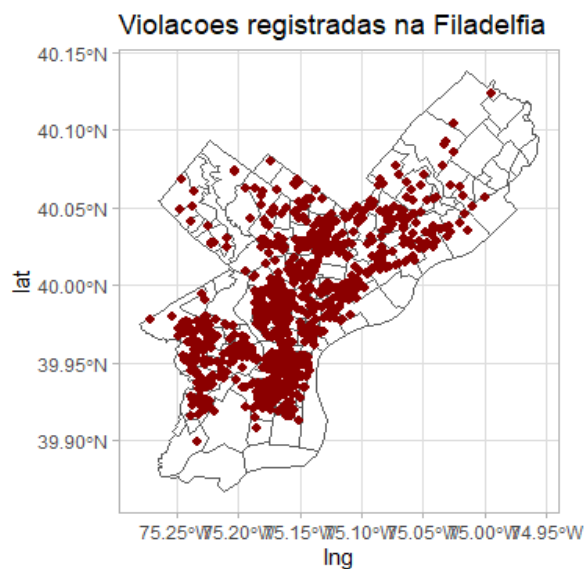 Violacoes registradas na Filadelfia
40.15°N
40.10°N
40.05°N
40.00°N
39.95°N
39.90°N
lat
75.25°W 75.20°W 75.15°W 75.10°W 75.05°W 75.00°W 74.95°W
lng